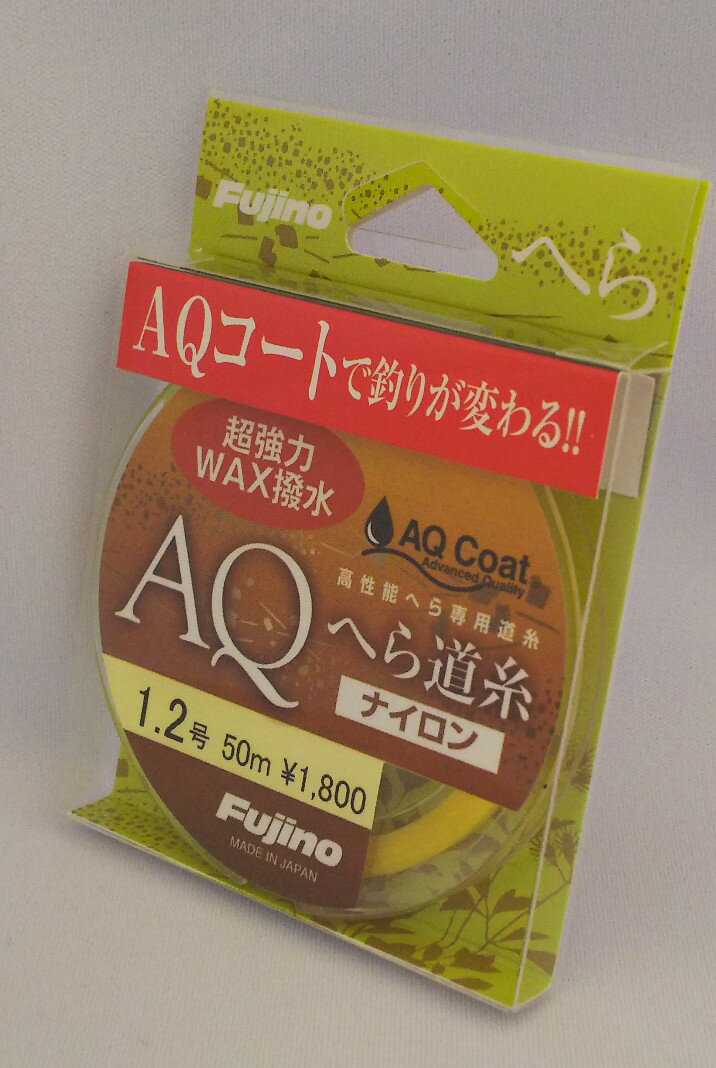 Fujino
へら
AQコートで釣りが変わる!!
超強力
WAX撥水
AQ Coat
Advanced Quality
高性能へら専用道糸
AQ へら道糸
ナイロン
1.2号 50m ¥1,800
Fujino
MADE IN JAPAN